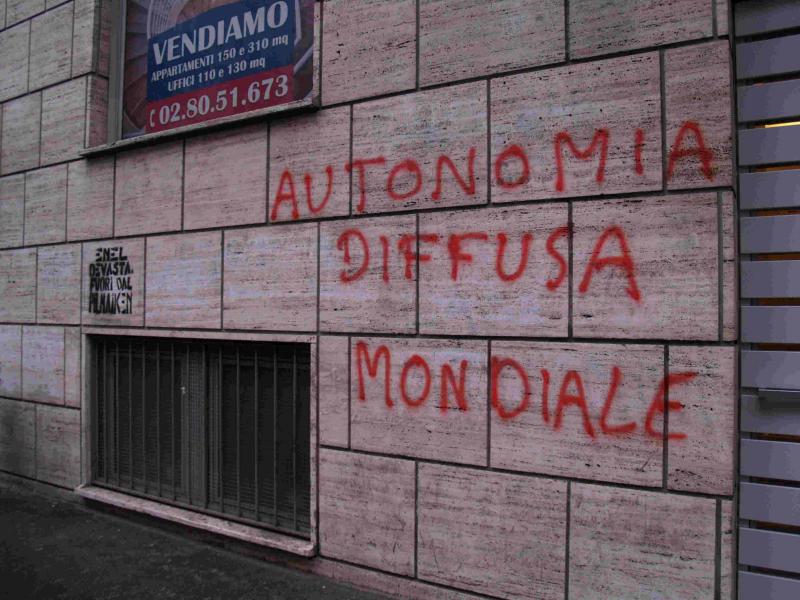 VENDIAMO
APPARTAMENTI 150 e 310 mq
UFFICI 110 e 130 mq
02.80.51.673
AUTONOMIA
DIFFUSA
MONDIALE
ENEL
DEVASTA.
FUORI DAL